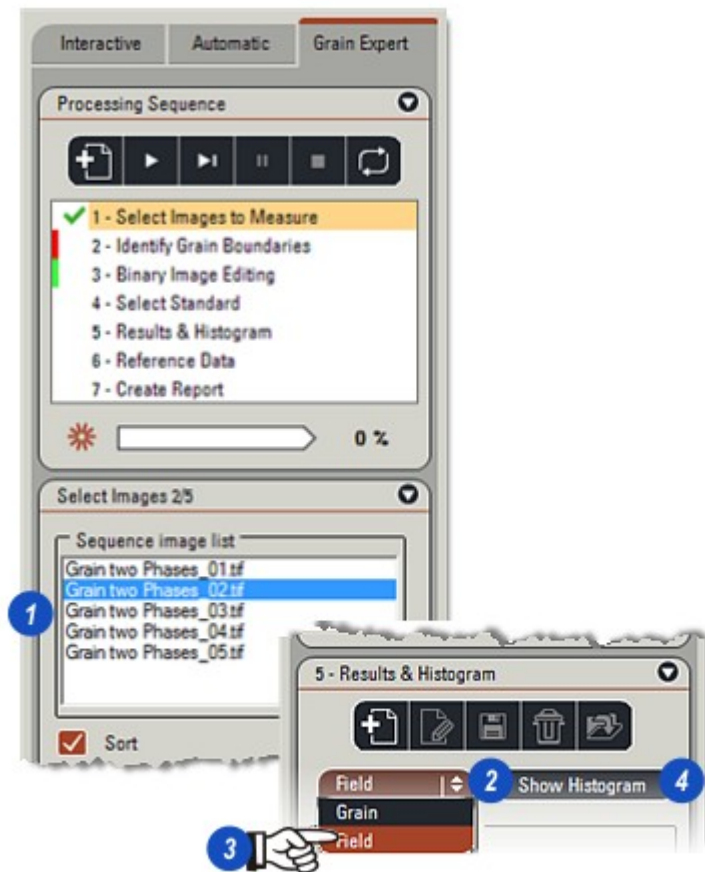 Interactive Automatic Grain Expert
Processing Sequence
1 - Select Images to Measure
2 - Identify Grain Boundaries
3 - Binary Image Editing
4 - Select Standard
5 - Results & Histogram
6 - Reference Data
7 - Create Report
0 %
Select Images 2/5
Sequence image list
Grain two Phases_01.tif
Grain two Phases_02.tif
Grain two Phases_03.tif
Grain two Phases_04.tif
Grain two Phases_05.tif
1
Sort
5 - Results & Histogram
Field 2 Show Histogram 4
Grain
3 Field